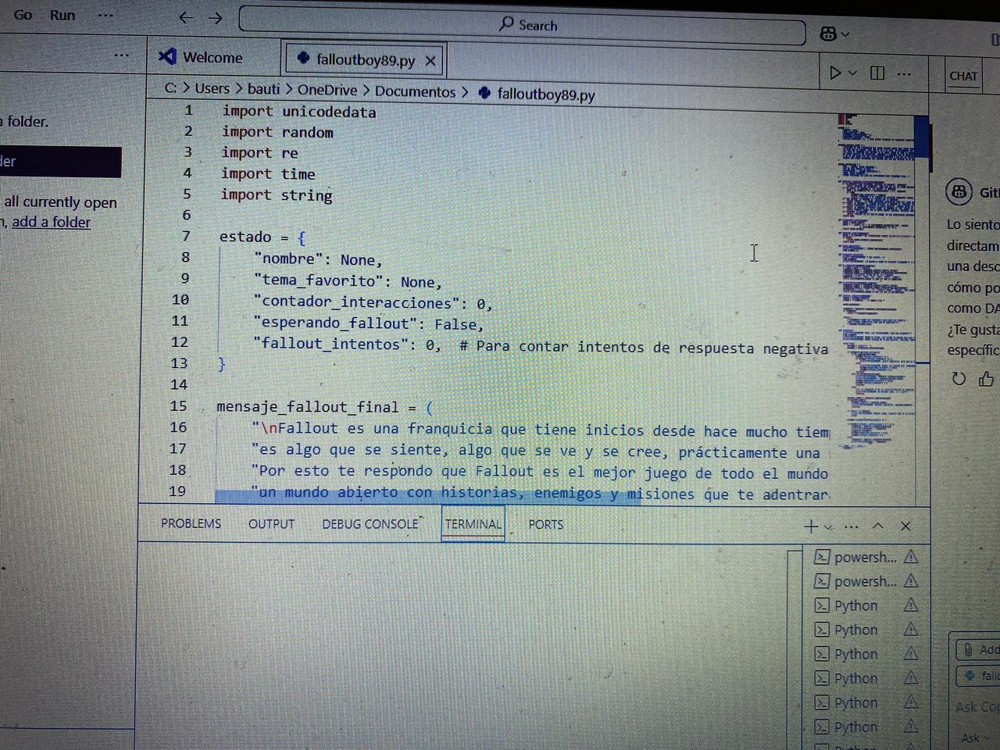 Go Run ...
Search
Welcome falloutboy89.py
CHAT
C: > Users > bauti > OneDrive > Documentos > falloutboy89.py
a folder.
all currently open
add a folder
1 import unicodedata
2 import random
3 import re
4 import time
5 import string
6
7 estado = {
8 "nombre": None,
9 "tema_favorito": None,
10 "contador_interacciones": 0,
11 "esperando_fallout": False,
12 "fallout_intentos": 0, # Para contar intentos de respuesta negativa
13 }
14
15 mensaje_fallout_final = (
16 "\nFallout es una franquicia que tiene inicios desde hace mucho tiem
17 "es algo que se siente, algo que se ve y se cree, prácticamente una
18 "Por esto te respondo que Fallout es el mejor juego de todo el mundo
19 "un mundo abierto con historias, enemigos y misiones que te adentrar
Lo siento
directam
una desc
cómo po
como DA
¿Te gusta
específic
PROBLEMS OUTPUT DEBUG CONSOLE TERMINAL PORTS
powersh...
powersh...
Python
Python
Python
Python
Python
Python
Add
Ask Cop
Ask